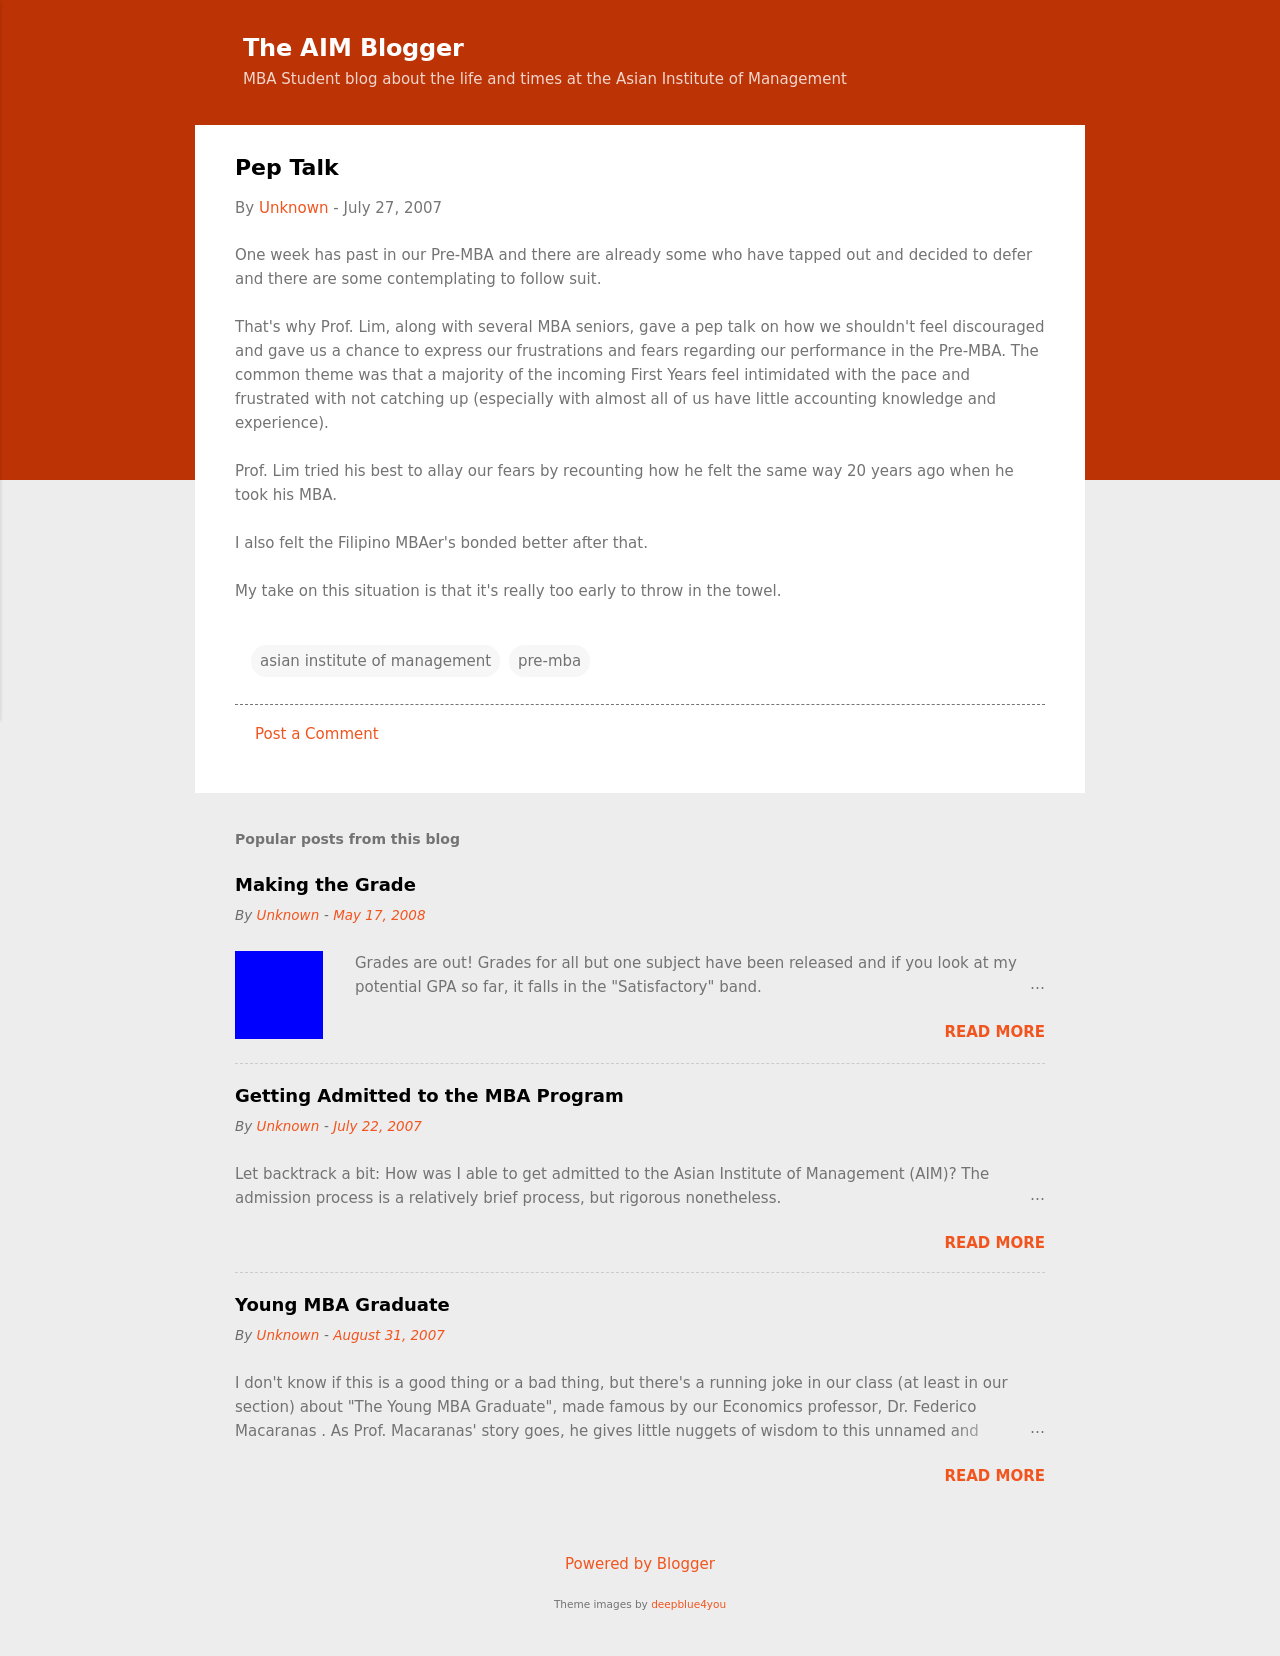 The AIM Blogger
MBA Student blog about the life and times at the Asian Institute of Management
Pep Talk
By Unknown - July 27, 2007
One week has past in our Pre-MBA and there are already some who have tapped out and decided to defer
and there are some contemplating to follow suit.
That's why Prof. Lim, along with several MBA seniors, gave a pep talk on how we shouldn't feel discouraged
and gave us a chance to express our frustrations and fears regarding our performance in the Pre-MBA. The
common theme was that a majority of the incoming First Years feel intimidated with the pace and
frustrated with not catching up (especially with almost all of us have little accounting knowledge and
experience).
Prof. Lim tried his best to allay our fears by recounting how he felt the same way 20 years ago when he
took his MBA.
I also felt the Filipino MBAer's bonded better after that.
My take on this situation is that it's really too early to throw in the towel.
asian institute of management pre-mba
Post a Comment
Popular posts from this blog
Making the Grade
By Unknown - May 17, 2008
Grades are out! Grades for all but one subject have been released and if you look at my
potential GPA so far, it falls in the "Satisfactory" band. …
READ MORE
Getting Admitted to the MBA Program
By Unknown - July 22, 2007
Let backtrack a bit: How was I able to get admitted to the Asian Institute of Management (AIM)? The
admission process is a relatively brief process, but rigorous nonetheless. …
READ MORE
Young MBA Graduate
By Unknown - August 31, 2007
I don't know if this is a good thing or a bad thing, but there's a running joke in our class (at least in our
section) about "The Young MBA Graduate", made famous by our Economics professor, Dr. Federico
Macaranas . As Prof. Macaranas' story goes, he gives little nuggets of wisdom to this unnamed and …
READ MORE
Powered by Blogger
Theme images by deepblue4you